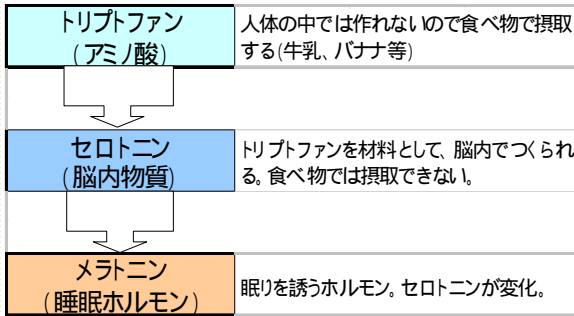 トリプトファン
(アミノ酸)
人体の中では作れないので食べ物で摂取
する(牛乳、バナナ等)
セロトニン
(脳内物質)
トリプトファンを材料として、脳内でつくられ
る。食べ物では摂取できない。
メラトニン
(睡眠ホルモン)
眠りを誘うホルモン。セロトニンが変化。